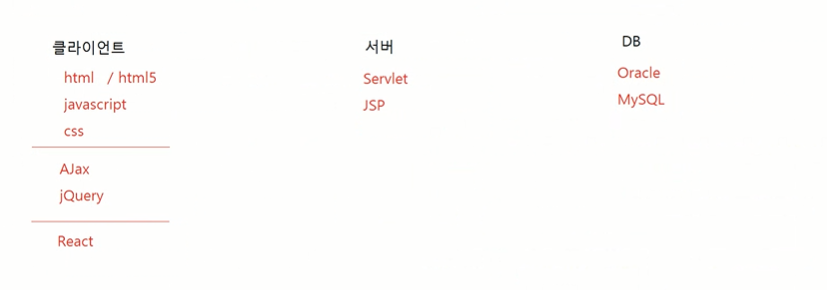 클라이언트
html / html5
javascript
css
AJax
jQuery
React
서버
Servlet
JSP
DB
Oracle
MySQL